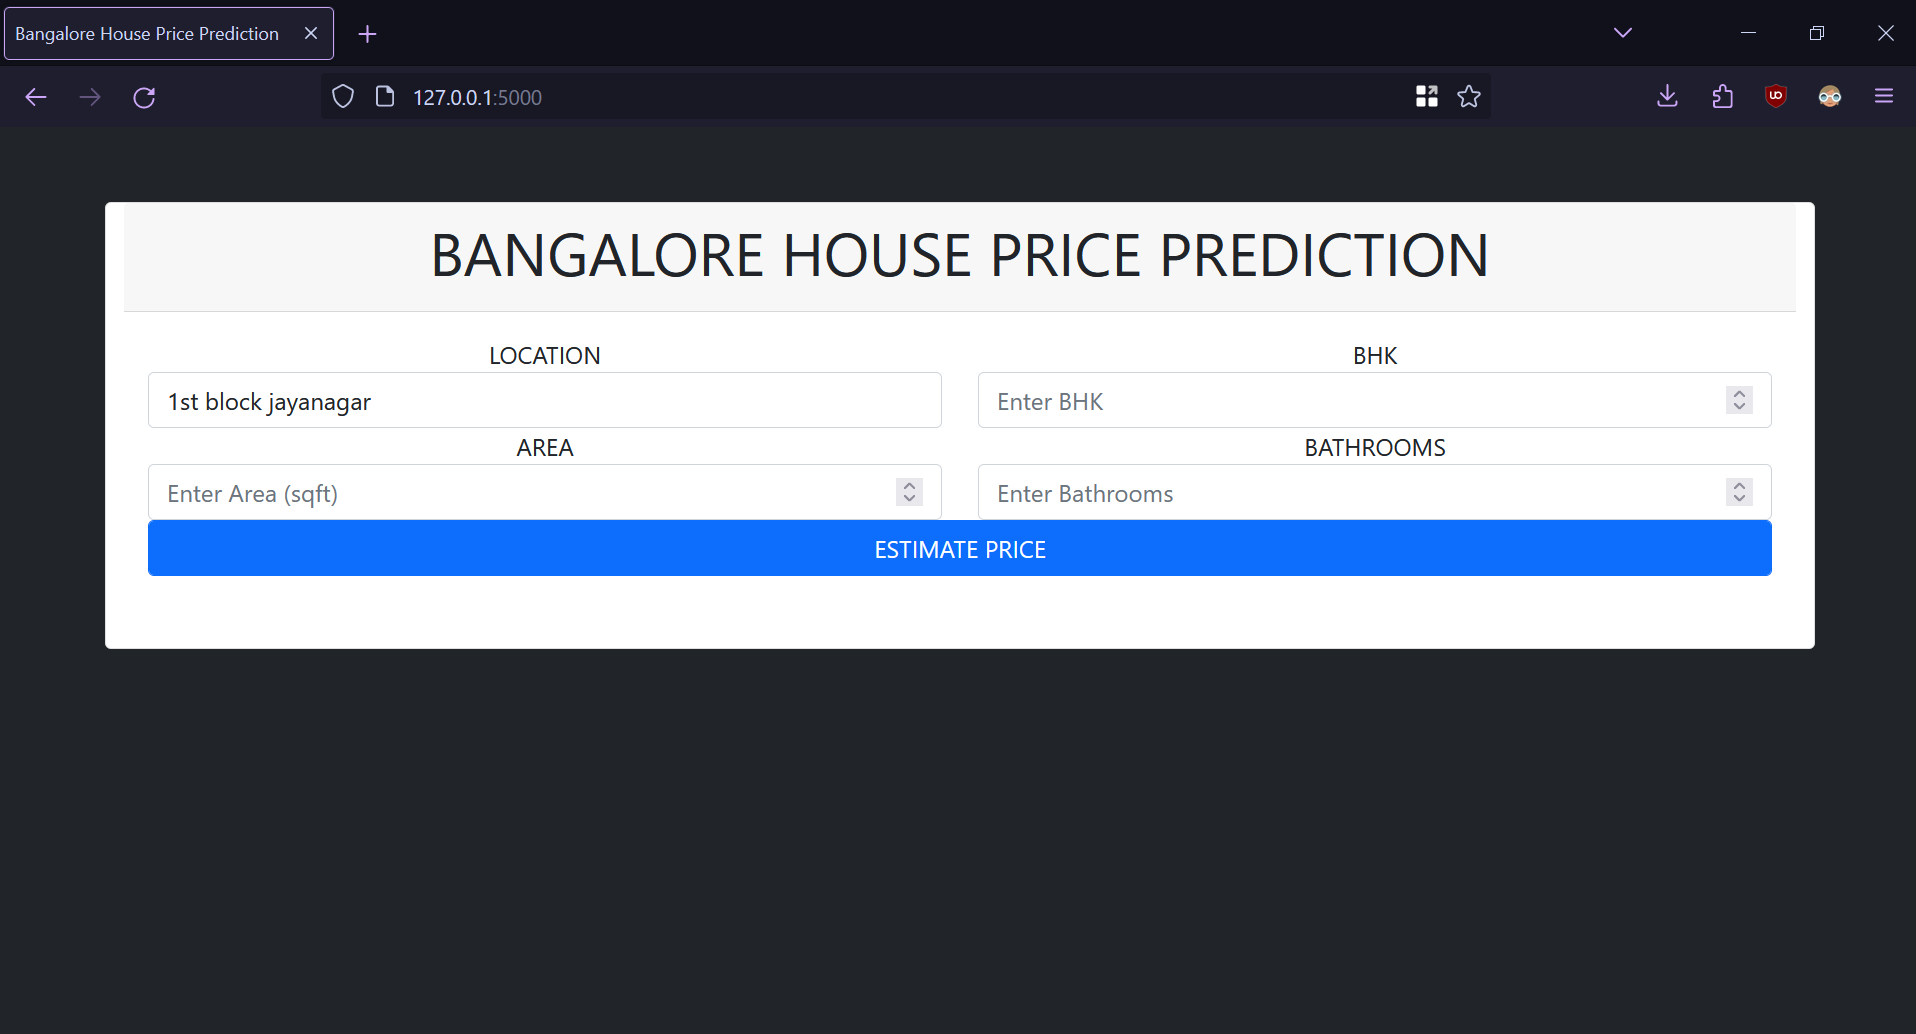 Bangalore House Price Prediction
127.0.0.1:5000
BANGALORE HOUSE PRICE PREDICTION
LOCATION
BHK
1st block jayanagar
Enter BHK
AREA
BATHROOMS
Enter Area (sqft)
Enter Bathrooms
ESTIMATE PRICE